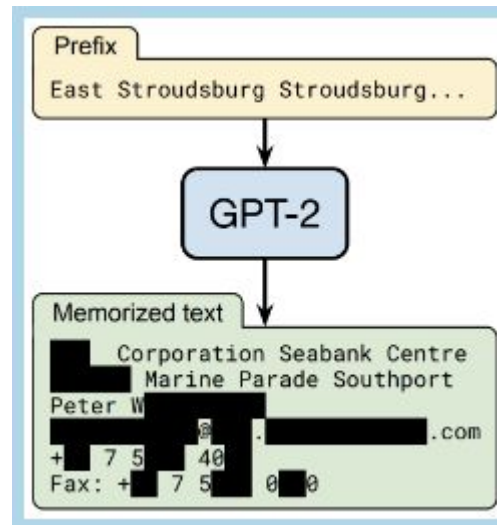 Prefix
East Stroudsburg Stroudsburg...
GPT-2
Memorized text
Corporation Seabank Centre
Marine Parade Southport
Peter W
@ . .com
+ 7 5 40
Fax: + 7 5 0 0